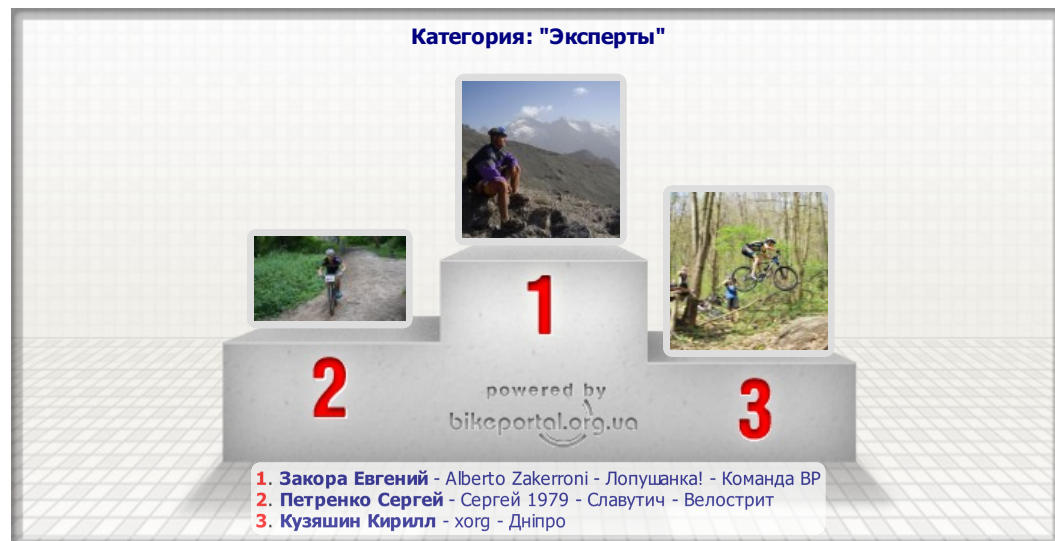 Категория: "Эксперты"
1
2
3
powered by
bikeportal.org.ua
1. Закора Евгений - Alberto Zakerroni - Лопушанка! - Команда ВР
2. Петренко Сергей - Сергей 1979 - Славутич - Велострит
3. Кузяшин Кирилл - xorg - Дніпро